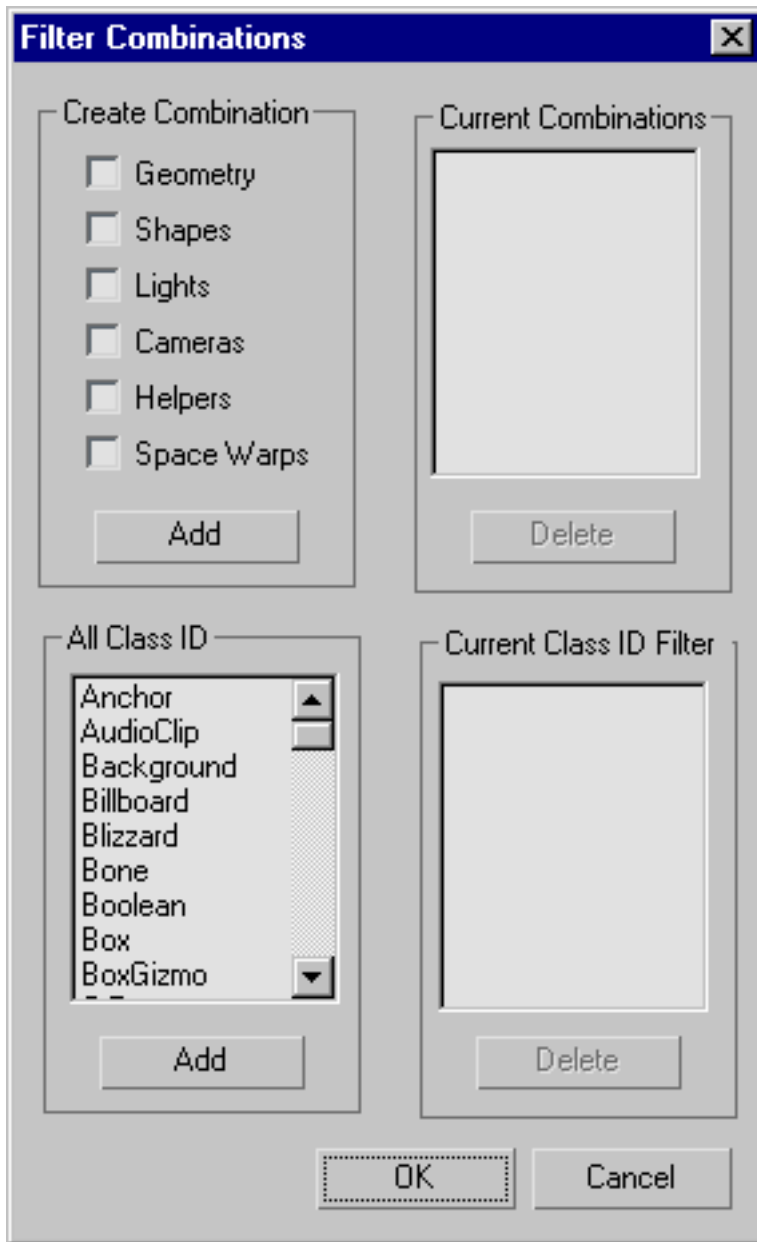 Filter Combinations
Create Combination
Geometry
Shapes
Lights
Cameras
Helpers
Space Warps
Add
Current Combinations
Delete
All Class ID
Anchor
AudioClip
Background
Billboard
Blizzard
Bone
Boolean
Box
BoxGizmo
Add
Current Class ID Filter
Delete
OK
Cancel